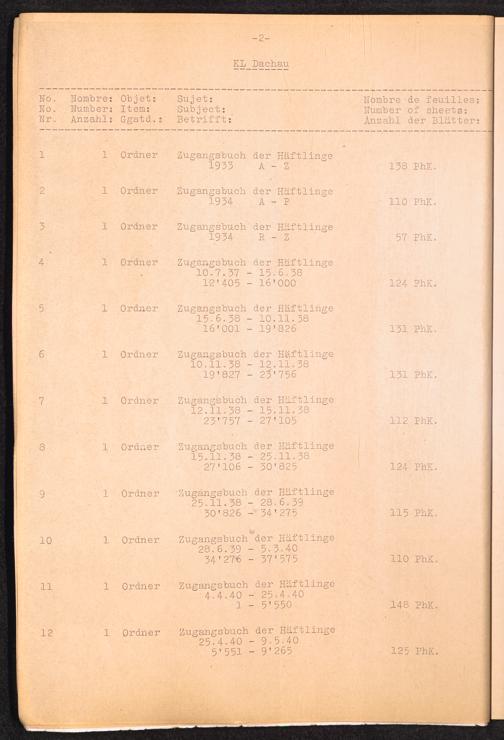 -2-
KL Dachau
No. Nombre: Objet: Sujet: Nombre de feuilles:
No. Number: Item: Subject: Number of sheets:
Nr. Anzahl: Ggstd.: Betrifft: Anzahl der Blätter:
1 1 Ordner Zugangsbuch der Häftlinge
1933 A - Z 138 PhK.
2 1 Ordner Zugangsbuch der Häftlinge
1934 A - P 110 PhK.
3 1 Ordner Zugangsbuch der Häftlinge
1934 R - Z 57 PhK.
4 1 Ordner Zugangsbuch der Häftlinge
10.7.37 - 15.6.38
12'405 - 16'000 124 PhK.
5 1 Ordner Zugangsbuch der Häftlinge
15.6.38 - 10.11.38
16'001 - 19'826 131 PhK.
6 1 Ordner Zugangsbuch der Häftlinge
10.11.38 - 12.11.38
19'827 - 23'756 131 PhK.
7 1 Ordner Zugangsbuch der Häftlinge
12.11.38 - 15.11.38
23'757 - 27'105 112 PhK.
8 1 Ordner Zugangsbuch der Häftlinge
15.11.38 - 25.11.38
27'106 - 30'825 124 PhK.
9 1 Ordner Zugangsbuch der Häftlinge
25.11.38 - 28.6.39
30'826 - 34'275 115 PhK.
10 1 Ordner Zugangsbuch der Häftlinge
28.6.39 - 5.3.40
34'276 - 37'575 110 PhK.
11 1 Ordner Zugangsbuch der Häftlinge
4.4.40 - 25.4.40
1 - 5'550 148 PhK.
12 1 Ordner Zugangsbuch der Häftlinge
25.4.40 - 9.5.40
5'551 - 9'265 125 PhK.